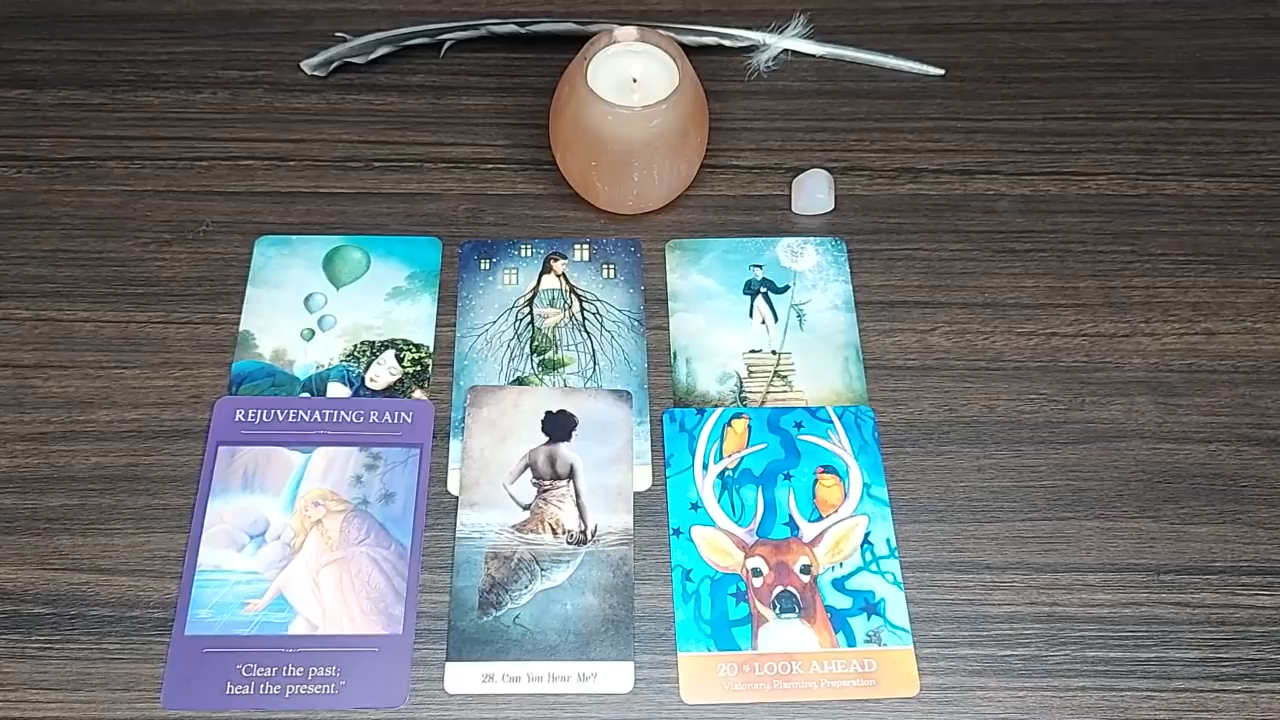 REJUVENATING RAIN
"Clear the past;
heal the present."
28. Can You Hear Me?
20 LOOK AHEAD
Visionary, Planning, Preparation